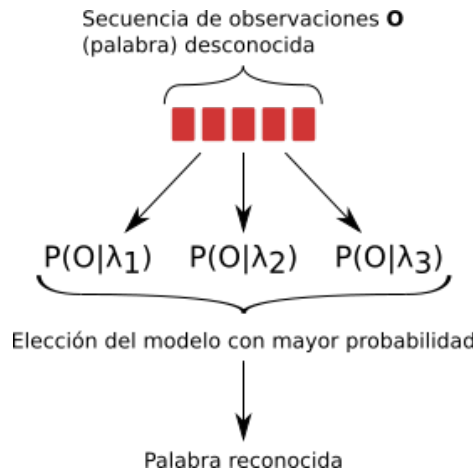 Secuencia de observaciones O
(palabra) desconocida
P(O|λ1) P(O|λ2) P(O|λ3)
Elección del modelo con mayor probabilidad
Palabra reconocida